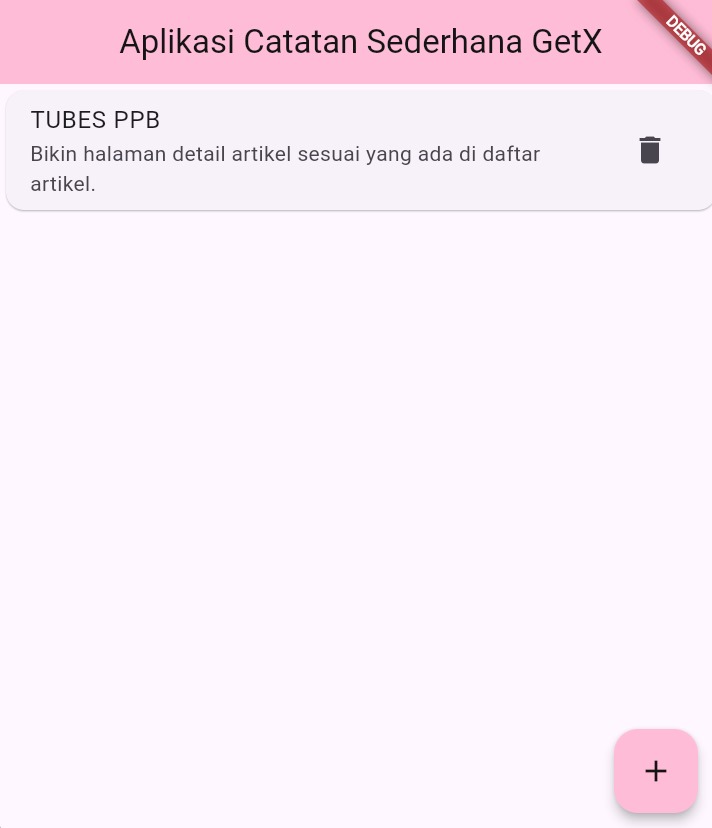 Aplikasi Catatan Sederhana GetX
DEBUG
TUBES PPB
Bikin halaman detail artikel sesuai yang ada di daftar
artikel.